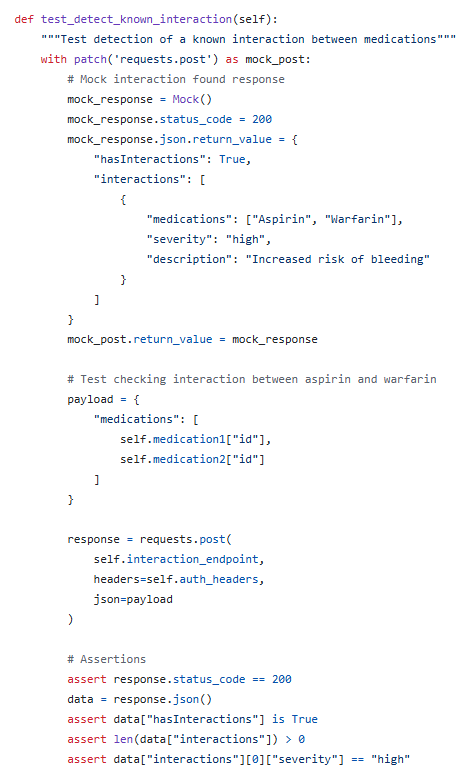 def test_detect_known_interaction(self):
    """Test detection of a known interaction between medications"""
    with patch('requests.post') as mock_post:
        # Mock interaction found response
        mock_response = Mock()
        mock_response.status_code = 200
        mock_response.json.return_value = {
            "hasInteractions": True,
            "interactions": [
                {
                    "medications": ["Aspirin", "Warfarin"],
                    "severity": "high",
                    "description": "Increased risk of bleeding"
                }
            ]
        }
        mock_post.return_value = mock_response

        # Test checking interaction between aspirin and warfarin
        payload = {
            "medications": [
                self.medication1["id"],
                self.medication2["id"]
            ]
        }

        response = requests.post(
            self.interaction_endpoint,
            headers=self.auth_headers,
            json=payload
        )

        # Assertions
        assert response.status_code == 200
        data = response.json()
        assert data["hasInteractions"] is True
        assert len(data["interactions"]) > 0
        assert data["interactions"][0]["severity"] == "high"